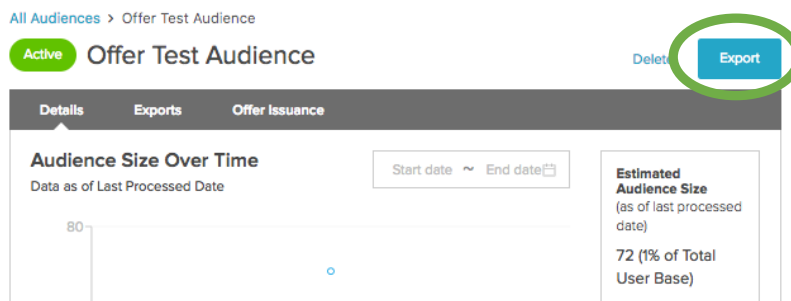 All Audiences > Offer Test Audience
Active Offer Test Audience
Delete Export
Details Exports Offer Issuance
Audience Size Over Time
Data as of Last Processed Date
Start date ~ End date
80
Estimated
Audience Size
(as of last processed
date)
72 (1% of Total
User Base)